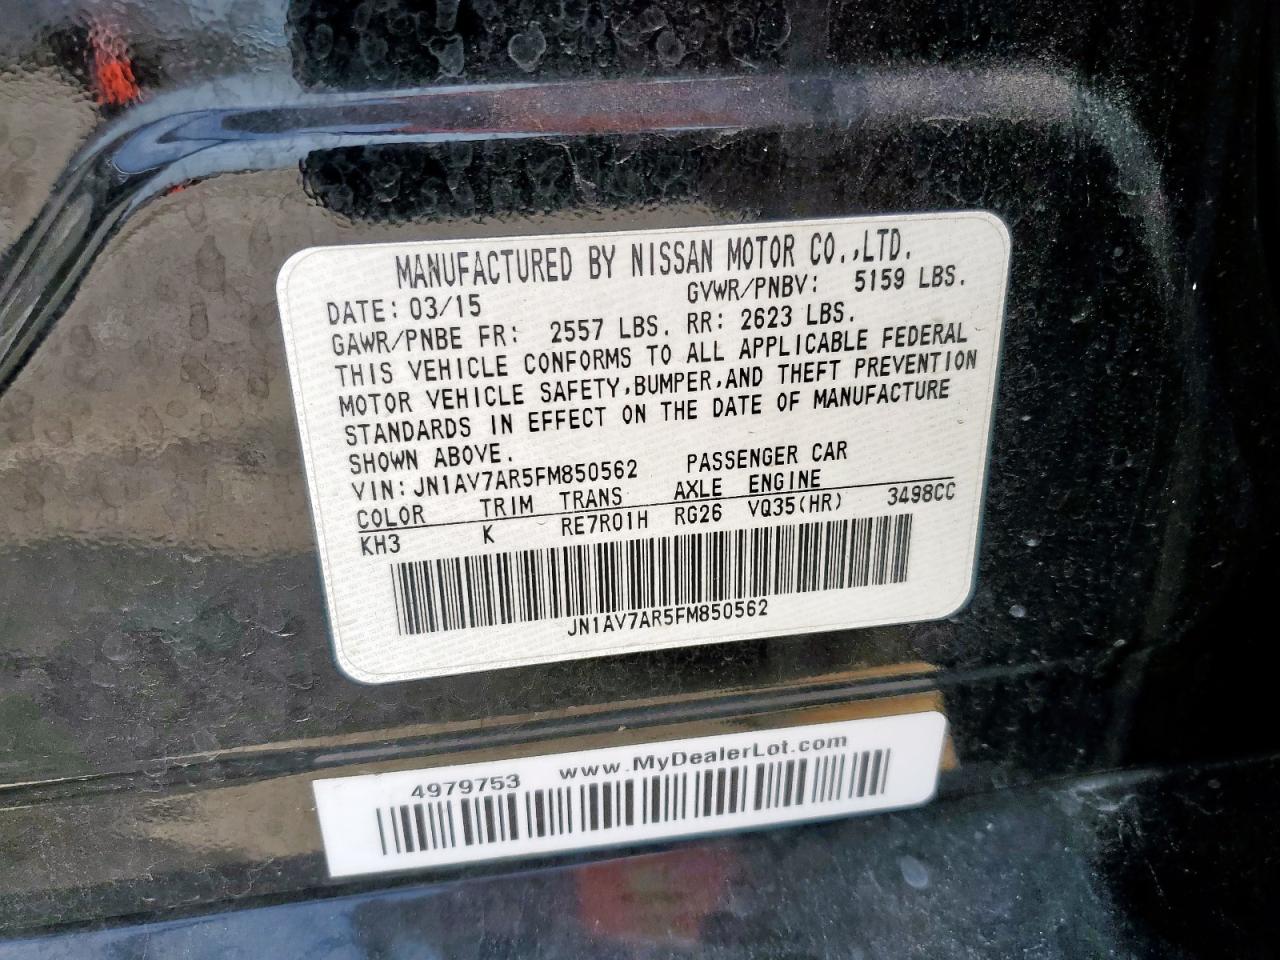 MANUFACTURED BY NISSAN MOTOR CO.,LTD.
DATE: 03/15 GVWR/PNBV: 5159 LBS.
GAWR/PNBE FR: 2557 LBS. RR: 2623 LBS.
THIS VEHICLE CONFORMS TO ALL APPLICABLE FEDERAL
MOTOR VEHICLE SAFETY,BUMPER,AND THEFT PREVENTION
STANDARDS IN EFFECT ON THE DATE OF MANUFACTURE
SHOWN ABOVE.
VIN:JN1AV7AR5FM850562 PASSENGER CAR
COLOR TRIM TRANS AXLE ENGINE
KH3 K RE7R01H RG26 VQ35(HR) 3498CC
JN1AV7AR5FM850562
4979753 www.MyDealerLot.com